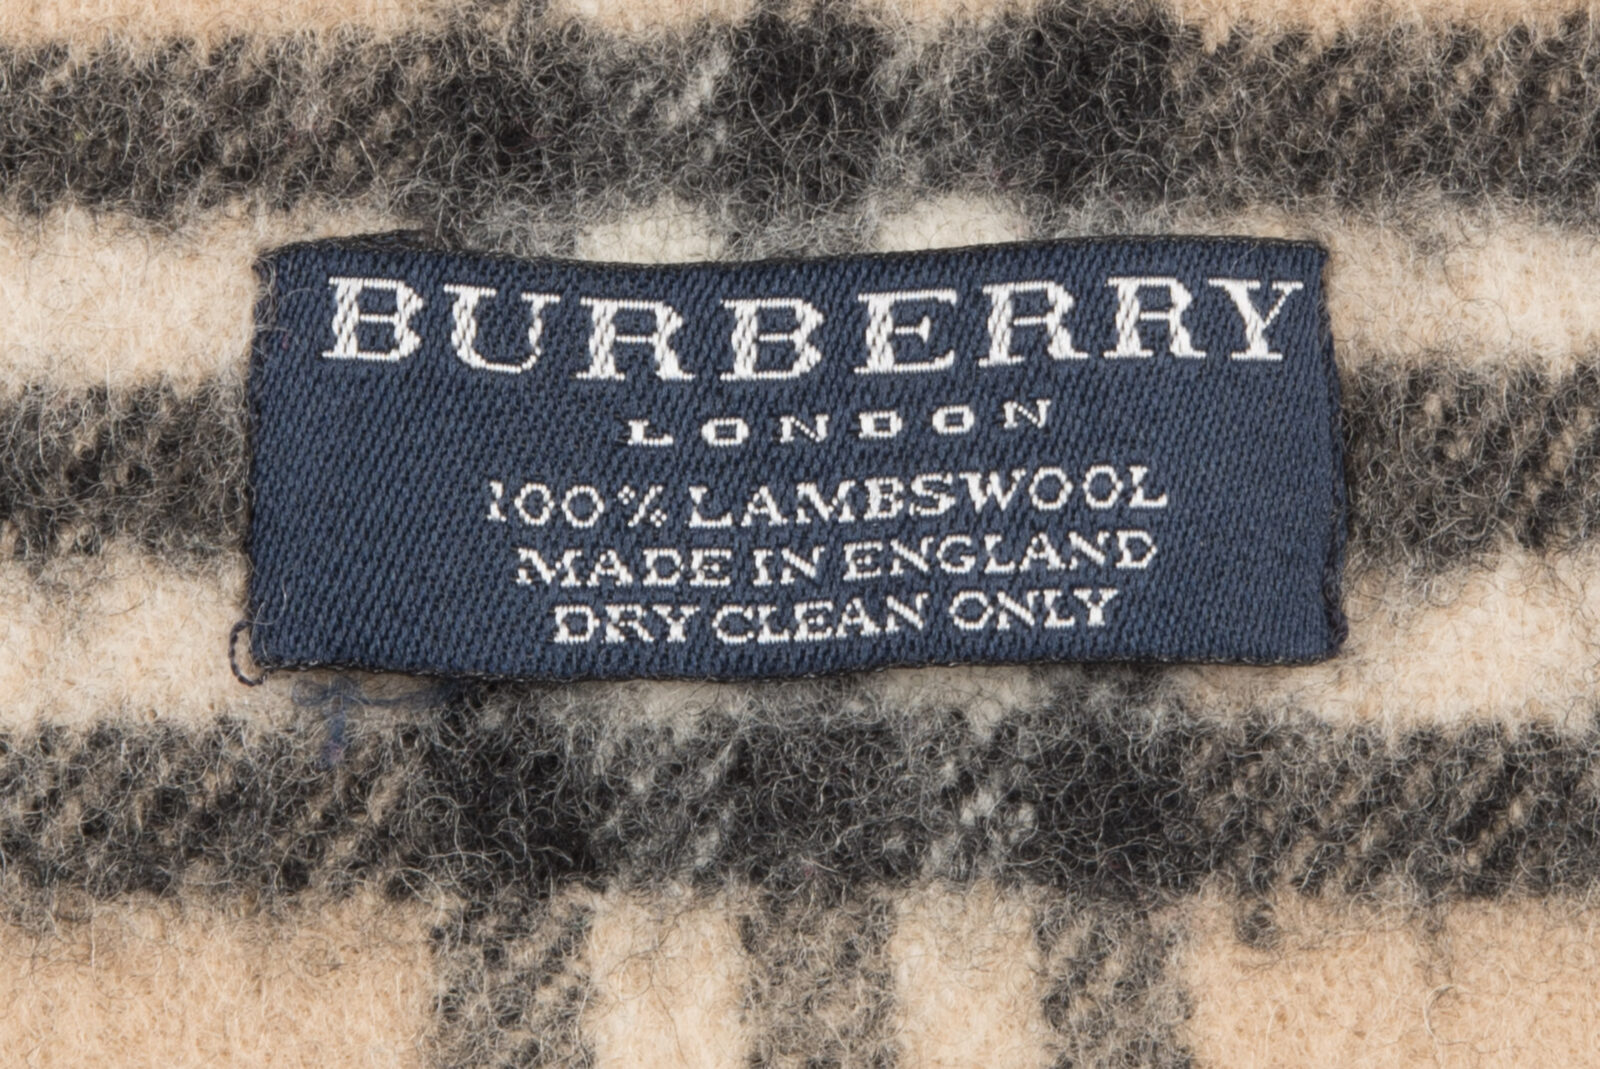 BURBERRY
LONDON
100% LAMBSWOOL
MADE IN ENGLAND
DRY CLEAN ONLY